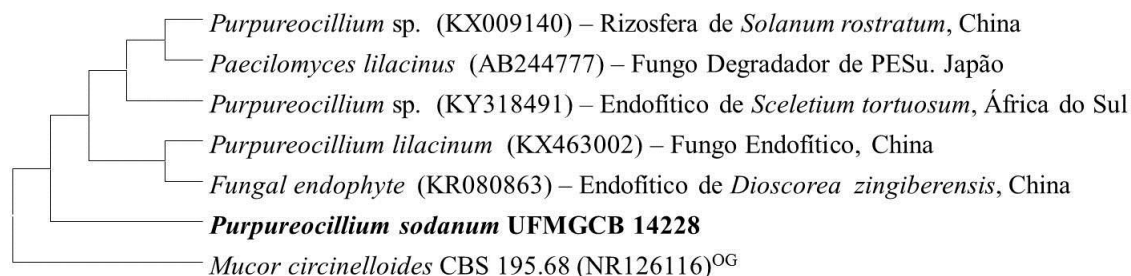 Purpureocillium sp. (KX009140) – Rizosfera de Solanum rostratum, China
Paecilomyces lilacinus (AB244777) – Fungo Degradador de PESu. Japão
Purpureocillium sp. (KY318491) – Endofítico de Sceletium tortuosum, África do Sul
Purpureocillium lilacinum (KX463002) – Fungo Endofítico, China
Fungal endophyte (KR080863) – Endofítico de Dioscorea zingiberensis, China
Purpureocillium sodanum UFMGCB 14228
Mucor circinelloides CBS 195.68 (NR126116)OG